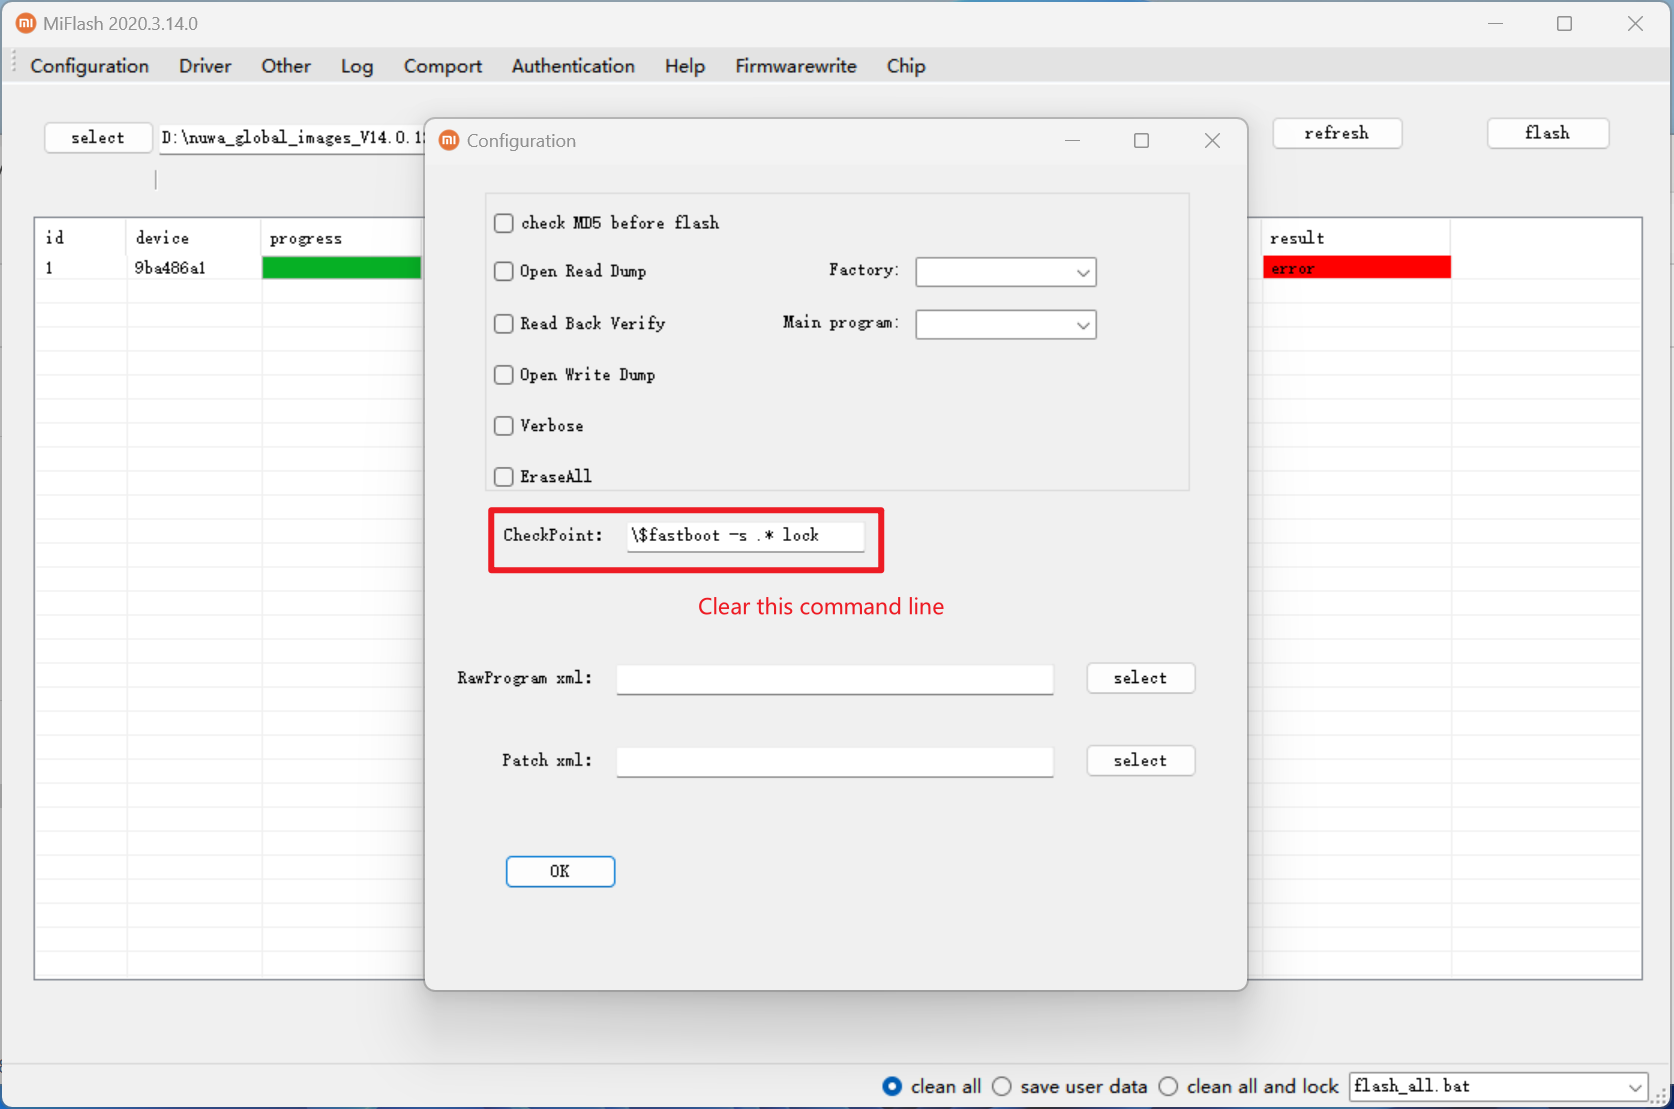 MiFlash 2020.3.14.0
Configuration Driver Other Log Comport Authentication Help Firmwarewrite Chip
select D:\nuwa_global_images_V14.0.1 refresh flash
Configuration
check MD5 before flash
Open Read Dump Factory:
Read Back Verify Main program:
Open Write Dump
Verbose
EraseAll
id device progress result
1 9ba486a1 error
CheckPoint: \$fastboot -s .* lock
Clear this command line
RawProgram xml: select
Patch xml: select
OK
clean all save user data clean all and lock flash_all.bat